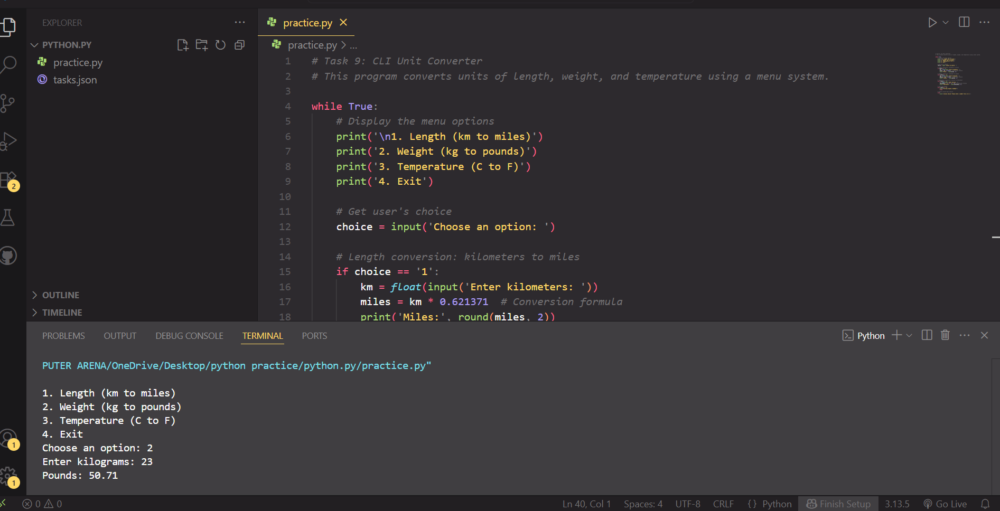 EXPLORER
PYTHON.PY
practice.py
tasks.json
OUTLINE
TIMELINE
2
1
1
practice.py
practice.py > ...
1 # Task 9: CLI Unit Converter
2 # This program converts units of length, weight, and temperature using a menu system.
3
4 while True:
5 # Display the menu options
6 print('\n1. Length (km to miles)')
7 print('2. Weight (kg to pounds)')
8 print('3. Temperature (C to F)')
9 print('4. Exit')
10
11 # Get user's choice
12 choice = input('Choose an option: ')
13
14 # Length conversion: kilometers to miles
15 if choice == '1':
16 km = float(input('Enter kilometers: '))
17 miles = km * 0.621371 # Conversion formula
18 print('Miles:', round(miles, 2))
PROBLEMS OUTPUT DEBUG CONSOLE TERMINAL PORTS
Python
PUTER ARENA/OneDrive/Desktop/python practice/python.py/practice.py"
1. Length (km to miles)
2. Weight (kg to pounds)
3. Temperature (C to F)
4. Exit
Choose an option: 2
Enter kilograms: 23
Pounds: 50.71
0 0 Ln 40, Col 1 Spaces: 4 UTF-8 CRLF {} Python Finish Setup 3.13.5 Go Live